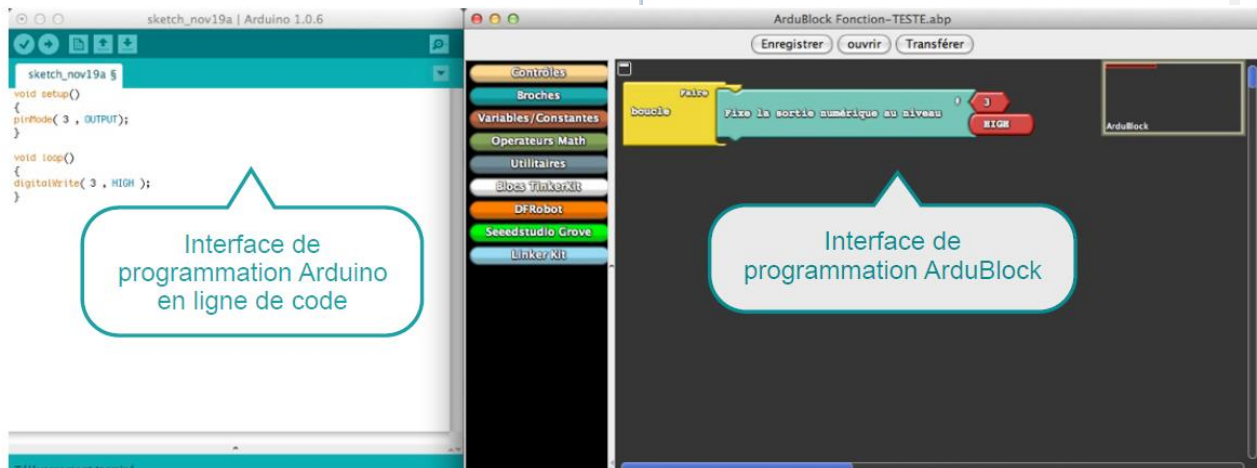 sketch_nov19a | Arduino 1.0.6
sketch_nov19a §
void setup()
{
pinMode( 3 , OUTPUT);
}
void loop()
{
digitalWrite( 3 , HIGH );
}
Interface de
programmation Arduino
en ligne de code
ArduBlock Fonction-TESTE.abp
Enregistrer ouvrir Transférer
Contrôles
Broches
Variables/Constantes
Operateurs Math
Utilitaires
Blocs TinkerKit
DFRobot
Seeedstudio Grove
Linker Kit
Faire
boucle
Fixe la sortie numérique au niveau
3
HIGH
ArduBlock
Interface de
programmation ArduBlock